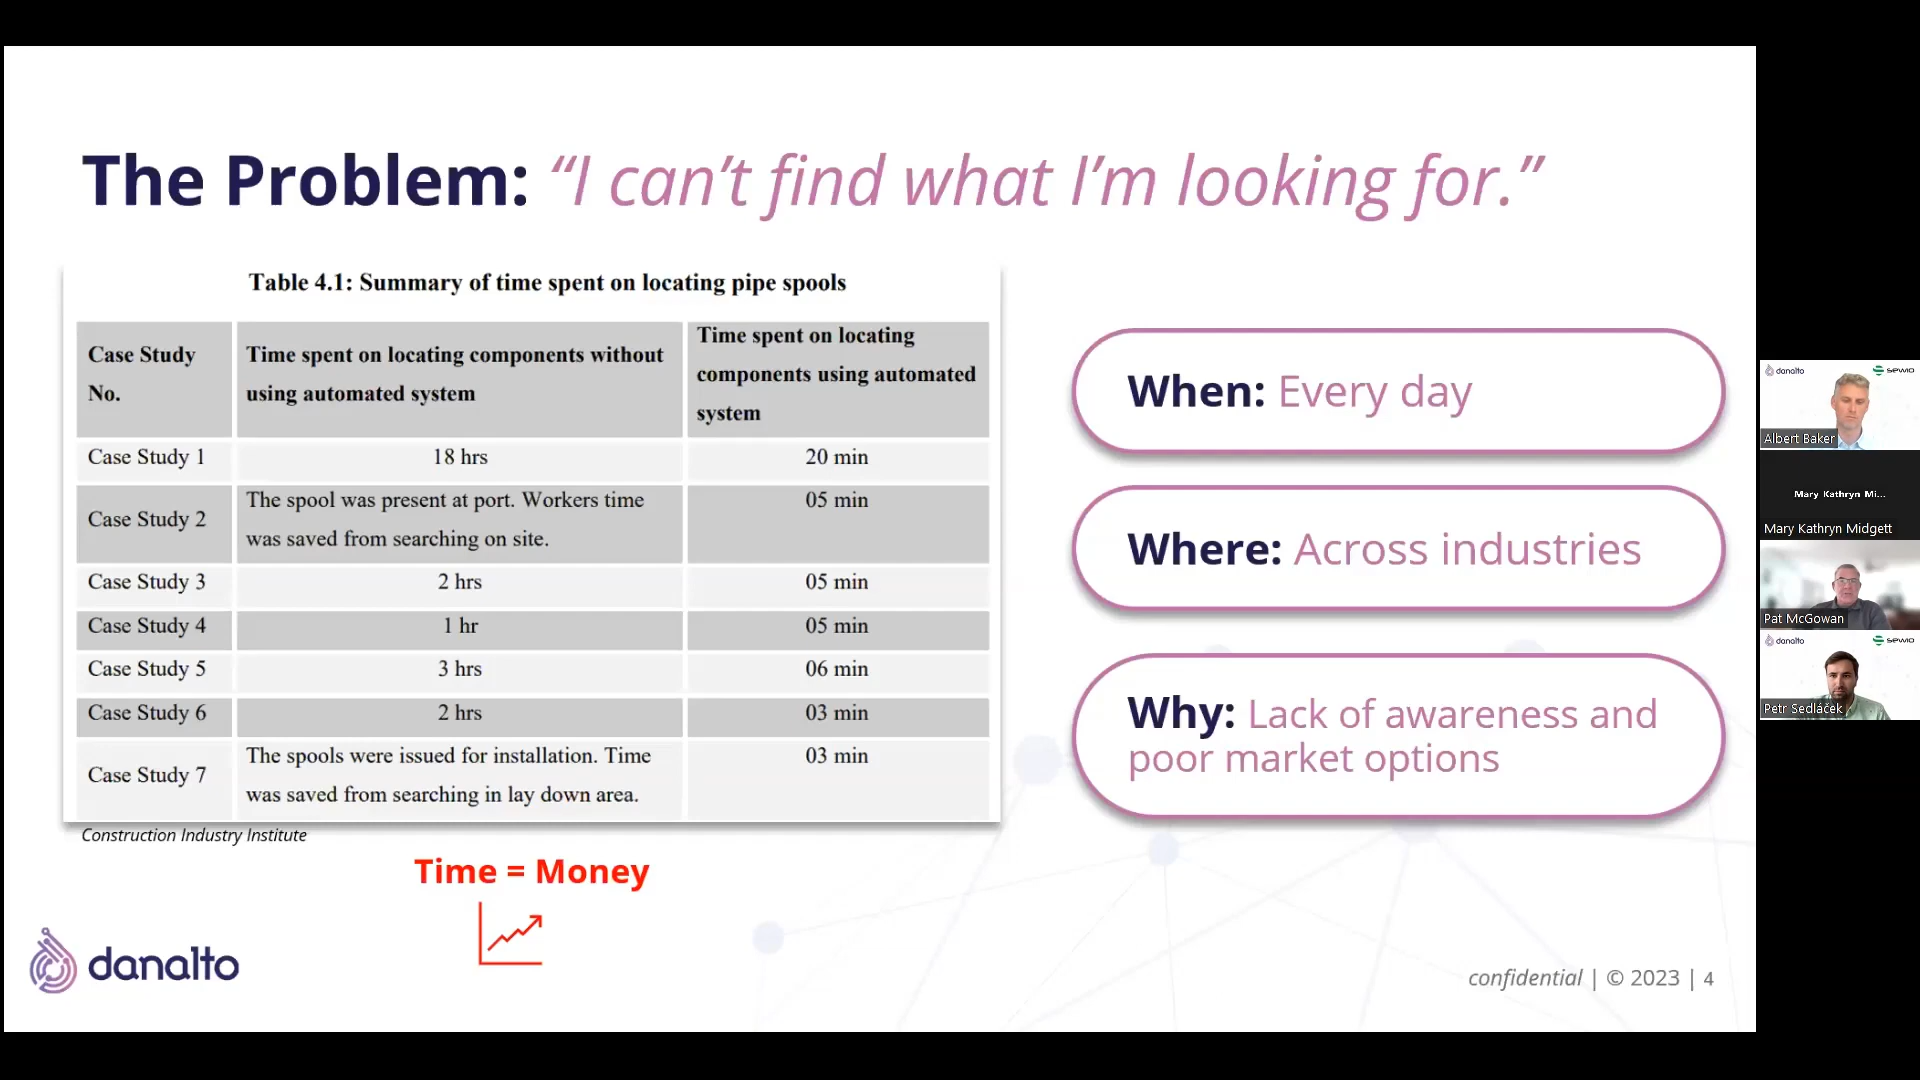 The Problem: “I can’t find what I’m looking for.”
Table 4.1: Summary of time spent on locating pipe spools
Case Study
No.
Time spent on locating components without
using automated system
Time spent on locating
components using automated
system
Case Study 1
18 hrs
20 min
Case Study 2
The spool was present at port. Workers time
was saved from searching on site.
05 min
Case Study 3
2 hrs
05 min
Case Study 4
1 hr
05 min
Case Study 5
3 hrs
06 min
Case Study 6
2 hrs
03 min
Case Study 7
The spools were issued for installation. Time
was saved from searching in lay down area.
03 min
Construction Industry Institute
Time = Money
When: Every day
Where: Across industries
Why: Lack of awareness and
poor market options
danalto
confidential | © 2023 | 4
danalto
sewio
Albert Baker
Mary Kathryn Mi...
Mary Kathryn Midgett
Pat McGowan
danalto
sewio
Petr Sedláček